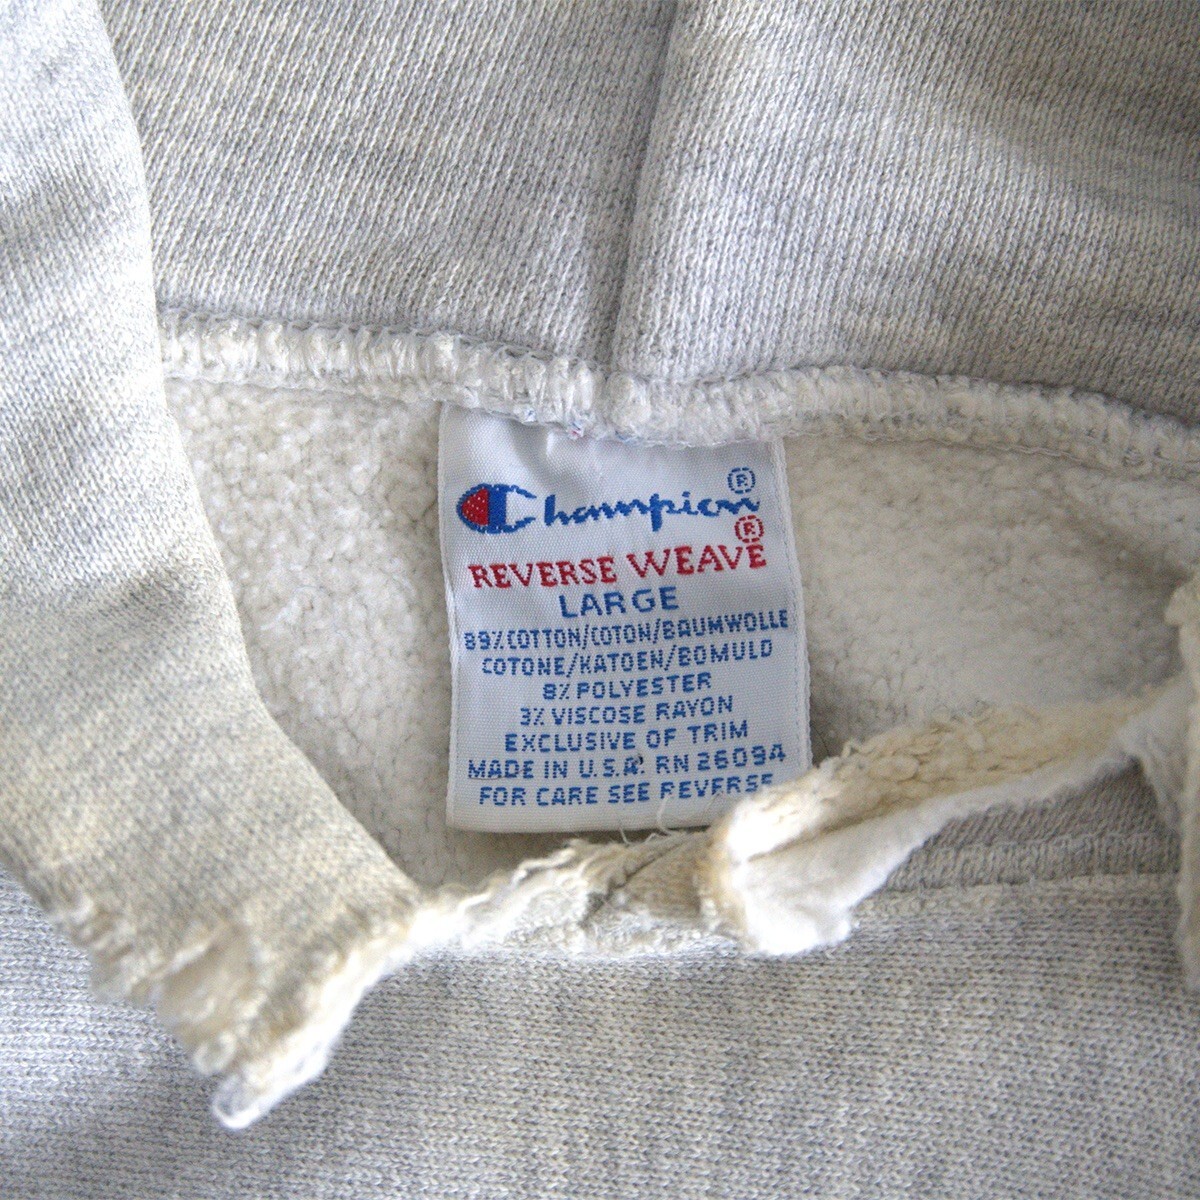 Champion®
REVERSE WEAVE®
LARGE
89% COTTON/COTON/BAUMWOLLE
COTONE/KATOEN/BOMULD
8% POLYESTER
3% VISCOSE RAYON
EXCLUSIVE OF TRIM
MADE IN U.S.A. RN 26094
FOR CARE SEE REVERSE